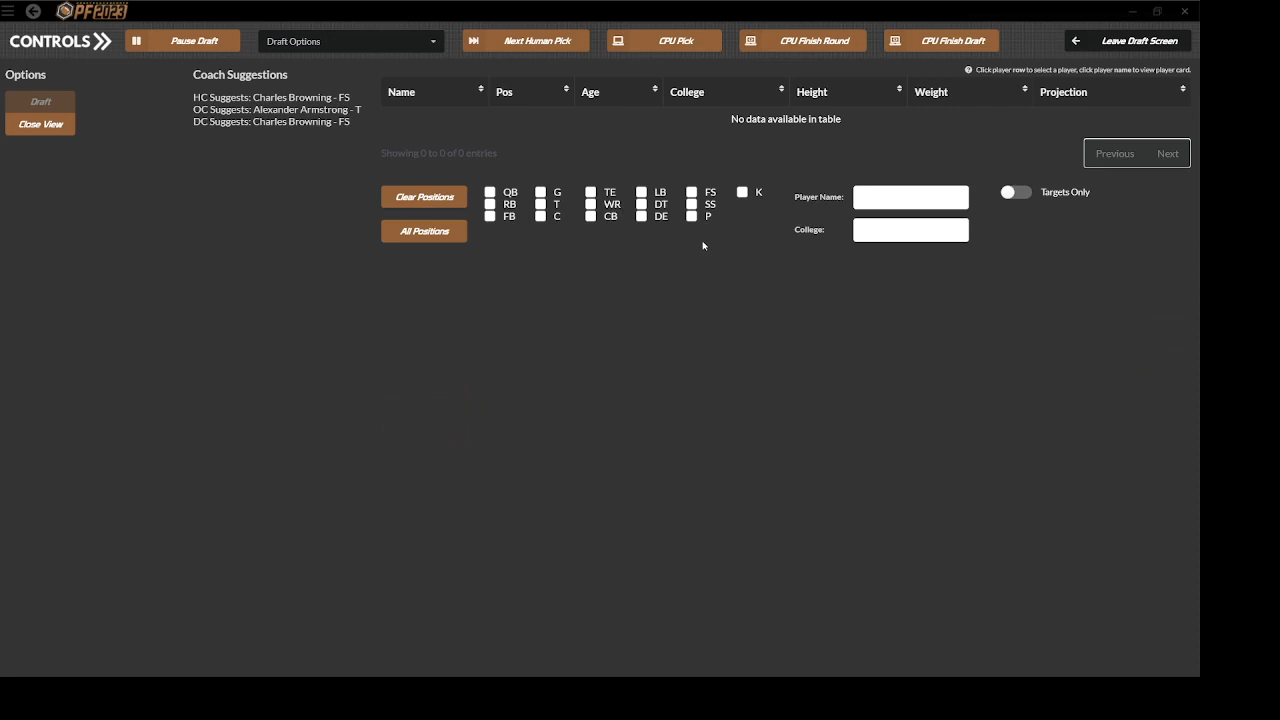 PF2023
CONTROLS
Pause Draft
Draft Options
Next Human Pick
CPU Pick
CPU Finish Round
CPU Finish Draft
Leave Draft Screen
Options
Draft
Close View
Coach Suggestions
HC Suggests: Charles Browning - FS
OC Suggests: Alexander Armstrong - T
DC Suggests: Charles Browning - FS
Click player row to select a player, click player name to view player card.
Name Pos Age College Height Weight Projection
No data available in table
Showing 0 to 0 of 0 entries
Previous Next
Clear Positions
All Positions
QB G TE LB FS K
RB T WR DT SS
FB C CB DE P
Player Name:
College:
Targets Only